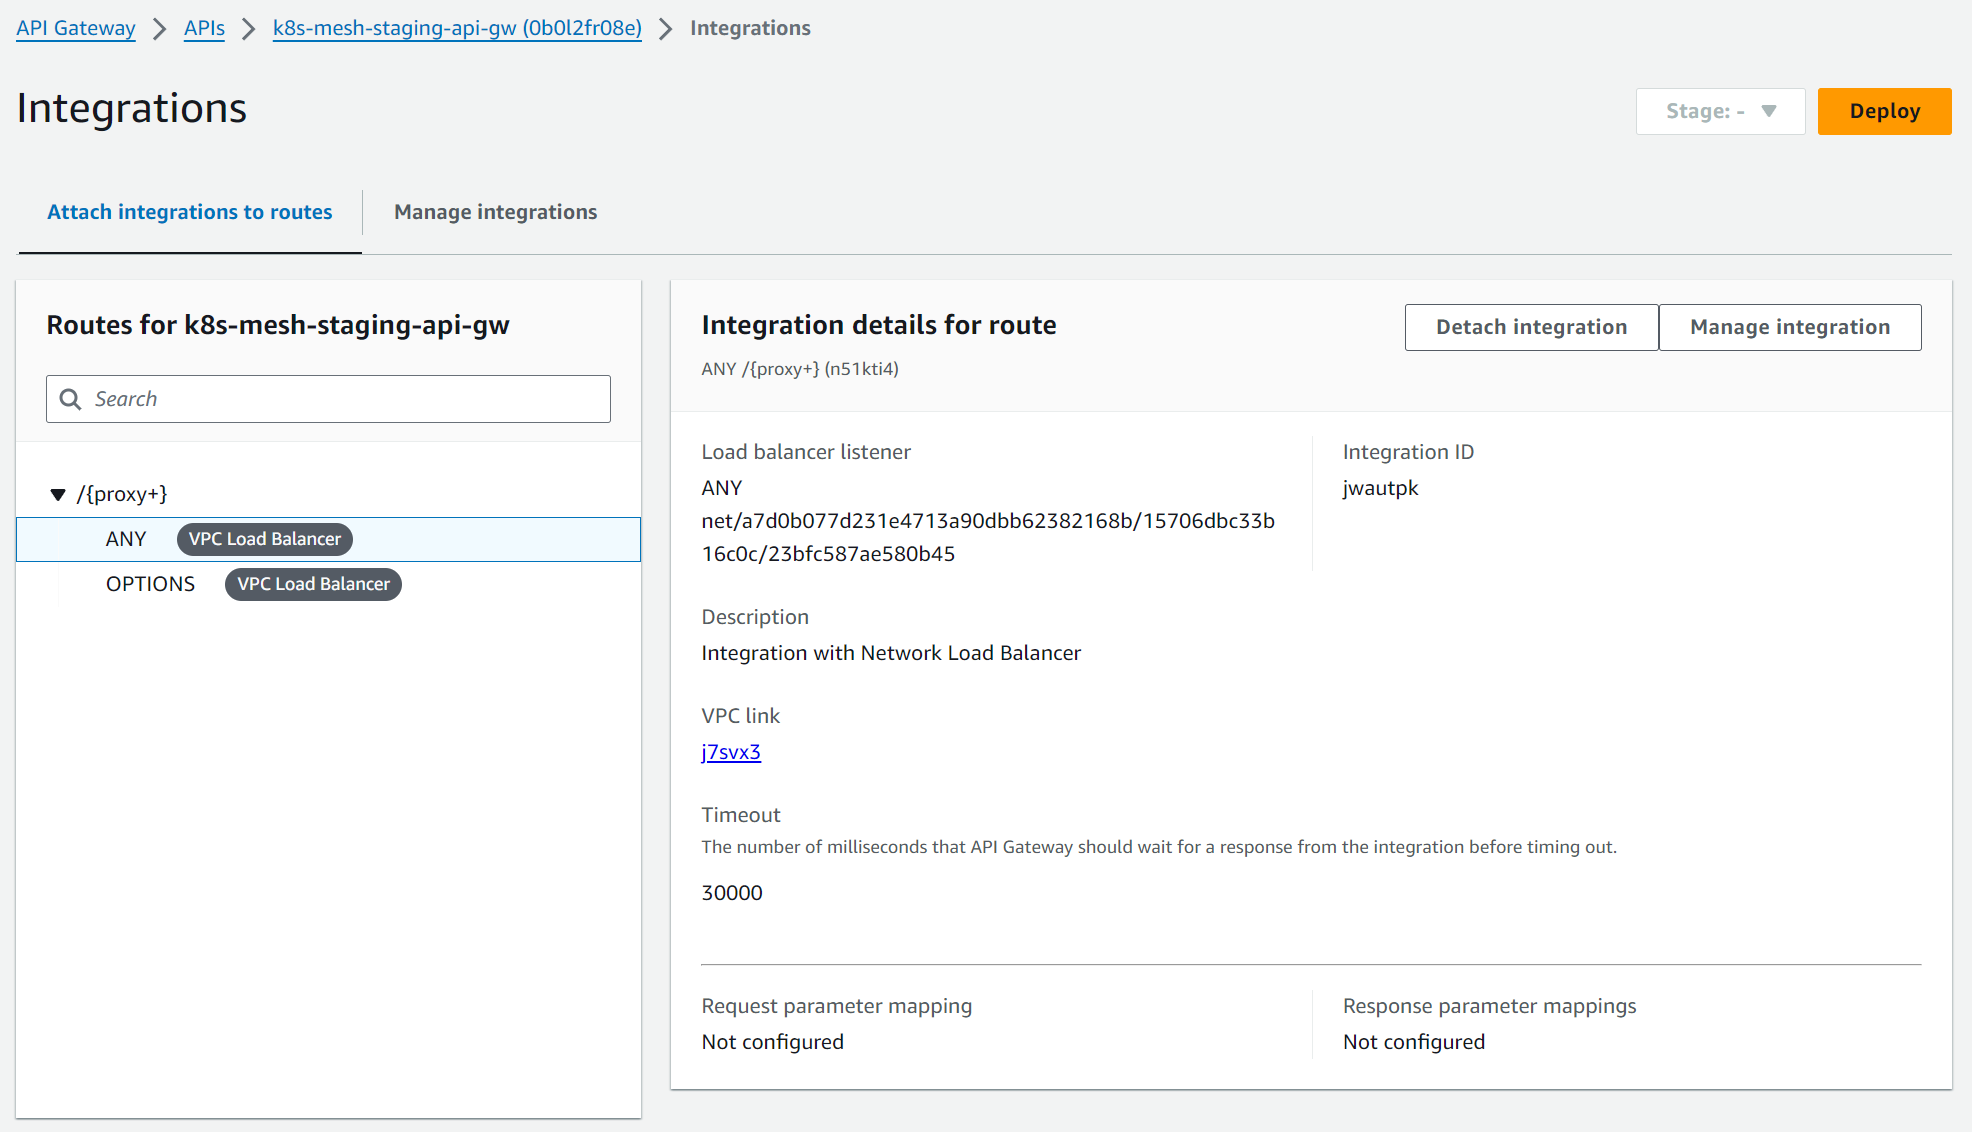 API Gateway > APIs > k8s-mesh-staging-api-gw (0b0l2fr08e) > Integrations
Integrations
Stage: -
Deploy
Attach integrations to routes
Manage integrations
Routes for k8s-mesh-staging-api-gw
Search
/{proxy+}
ANY VPC Load Balancer
OPTIONS VPC Load Balancer
Integration details for route
ANY /{proxy+} (n51kti4)
Detach integration
Manage integration
Load balancer listener
ANY
net/a7d0b077d231e4713a90dbb62382168b/15706dbc33b
16c0c/23bfc587ae580b45
Integration ID
jwautpk
Description
Integration with Network Load Balancer
VPC link
j7svx3
Timeout
The number of milliseconds that API Gateway should wait for a response from the integration before timing out.
30000
Request parameter mapping
Not configured
Response parameter mappings
Not configured